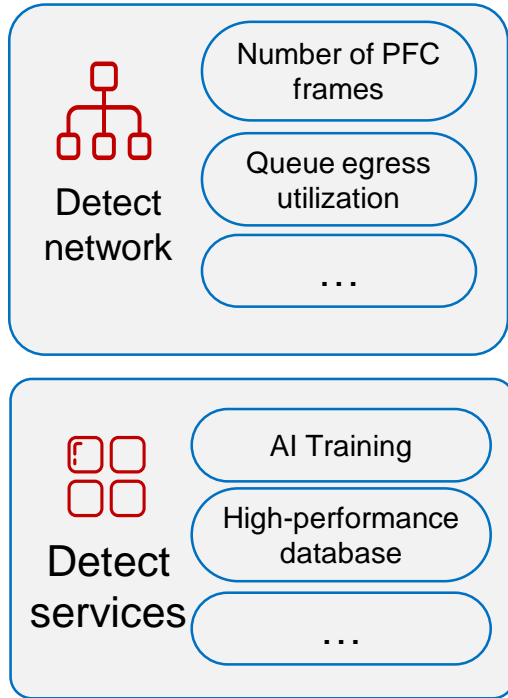 Number of PFC
frames
Queue egress
utilization
...
Detect
network
AI Training
High-performance
database
...
Detect
services